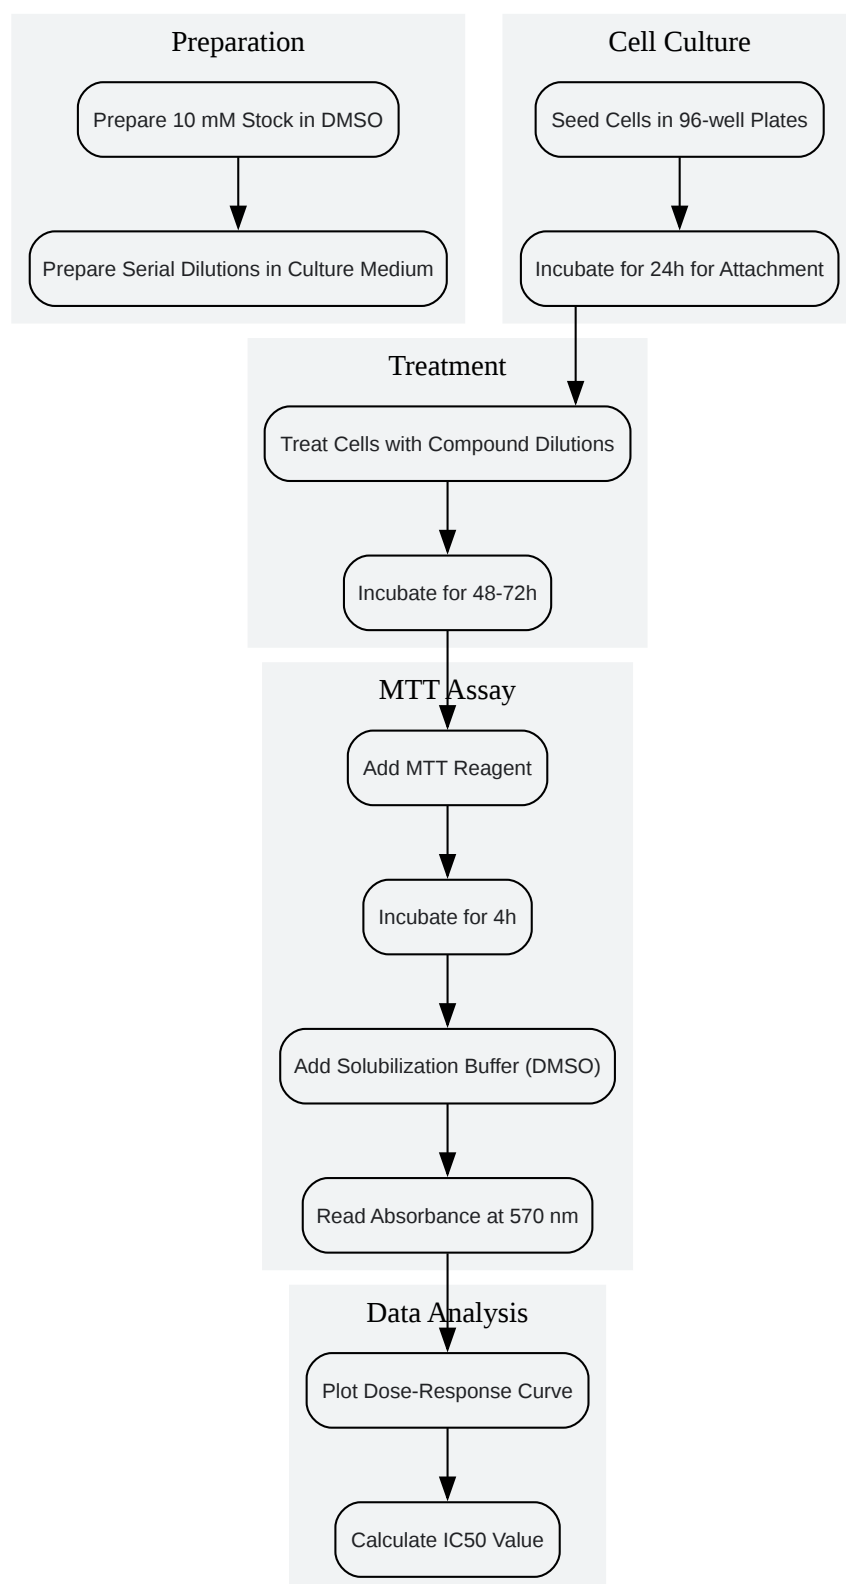 Preparation
Prepare 10 mM Stock in DMSO
Prepare Serial Dilutions in Culture Medium
Cell Culture
Seed Cells in 96-well Plates
Incubate for 24h for Attachment
Treatment
Treat Cells with Compound Dilutions
Incubate for 48-72h
MTT Assay
Add MTT Reagent
Incubate for 4h
Add Solubilization Buffer (DMSO)
Read Absorbance at 570 nm
Data Analysis
Plot Dose-Response Curve
Calculate IC50 Value